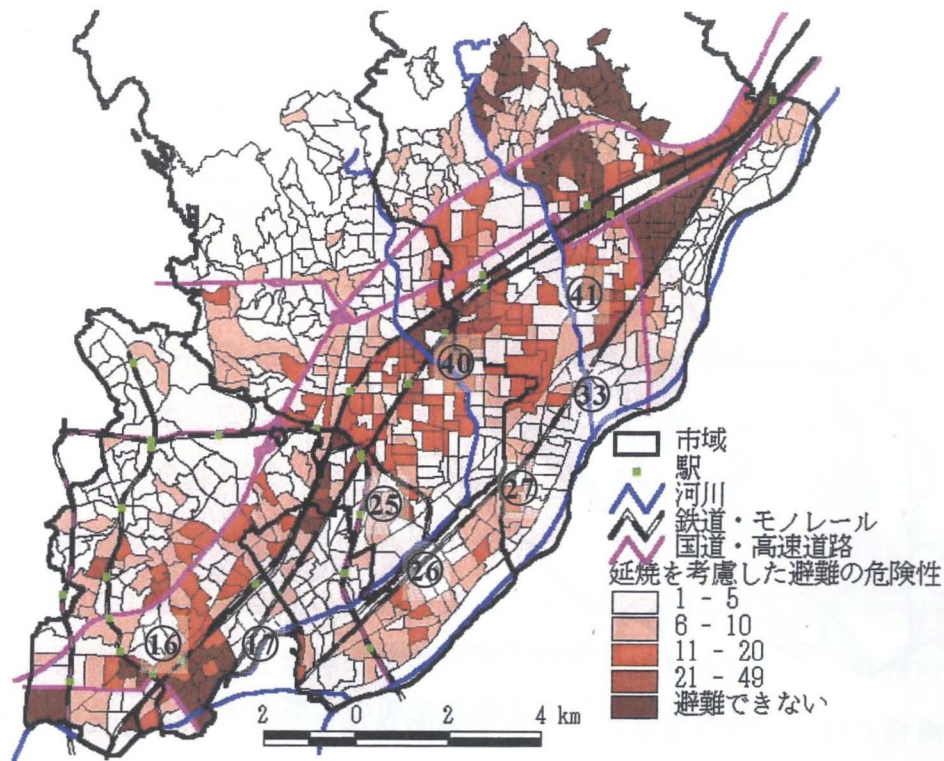 41
40
33
27
25
26
16
17
市域
駅
河川
鉄道・モノレール
国道・高速道路
延焼を考慮した避難の危険性
1 - 5
6 - 10
11 - 20
21 - 49
避難できない
2 0 2 4 km